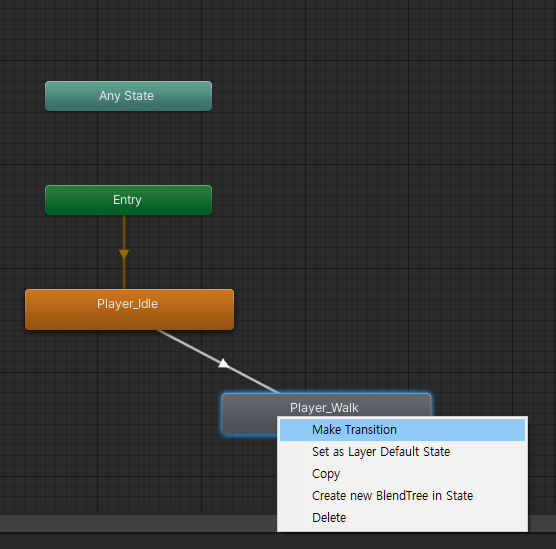 Any State
Entry
Player_Idle
Player_Walk
Make Transition
Set as Layer Default State
Copy
Create new BlendTree in State
Delete